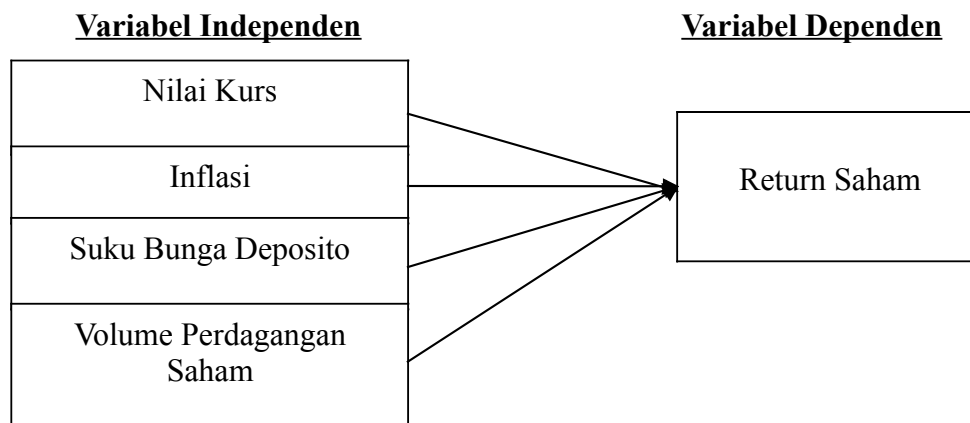 Variabel Independen
Variabel Dependen
Nilai Kurs
Inflasi
Suku Bunga Deposito
Volume Perdagangan
Saham
Return Saham